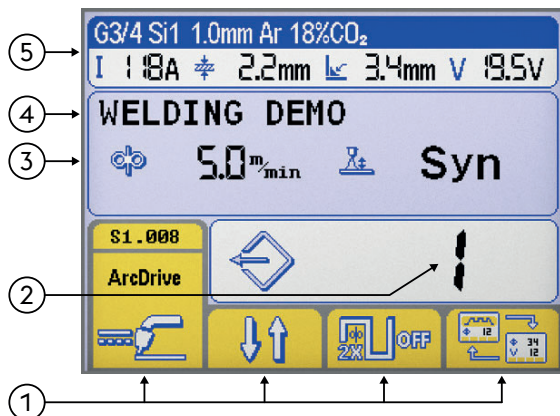 G3/4 Si1 1.0mm Ar 18%CO₂
I 118A 2.2mm 3.4mm V 19.5V
WELDING DEMO
5.0 m/min Syn
S1.008
ArcDrive
1
2X OFF
12 34 V 12
5
4
3
2
1